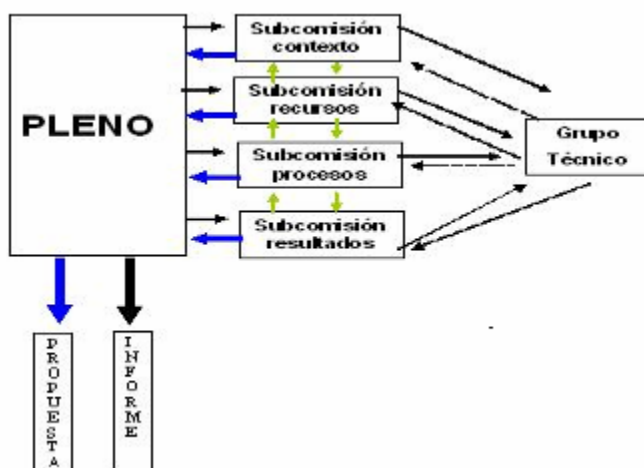 Subcomisión
contexto
Subcomisión
recursos
PLENO
Grupo
Técnico
Subcomisión
procesos
Subcomisión
resultados
PROPUESTA
INFORME